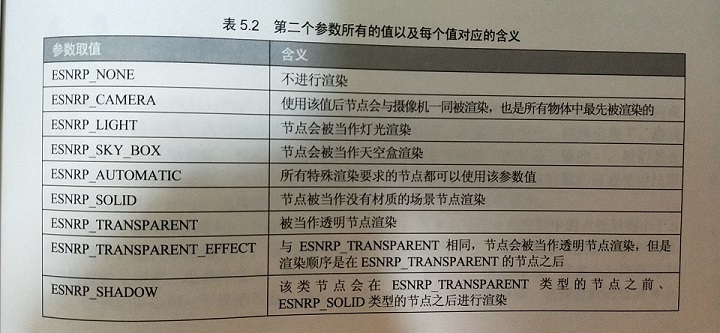 表 5.2 第二个参数所有的值以及每个值对应的含义
参数取值 含义
ESNRP_NONE 不进行渲染
ESNRP_CAMERA 使用该值后节点会与摄像机一同被渲染，也是所有物体中最先被渲染的
ESNRP_LIGHT 节点会被当作灯光渲染
ESNRP_SKY_BOX 节点会被当作天空盒渲染
ESNRP_AUTOMATIC 所有特殊渲染要求的节点都可以使用该参数值
ESNRP_SOLID 节点被当作没有材质的场景节点渲染
ESNRP_TRANSPARENT 被当作透明节点渲染
ESNRP_TRANSPARENT_EFFECT 与 ESNRP_TRANSPARENT 相同，节点会被当作透明节点渲染，但是
渲染顺序是在 ESNRP_TRANSPARENT 的节点之后
ESNRP_SHADOW 该类节点会在 ESNRP_TRANSPARENT 类型的节点之前、
ESNRP_SOLID 类型的节点之后进行渲染